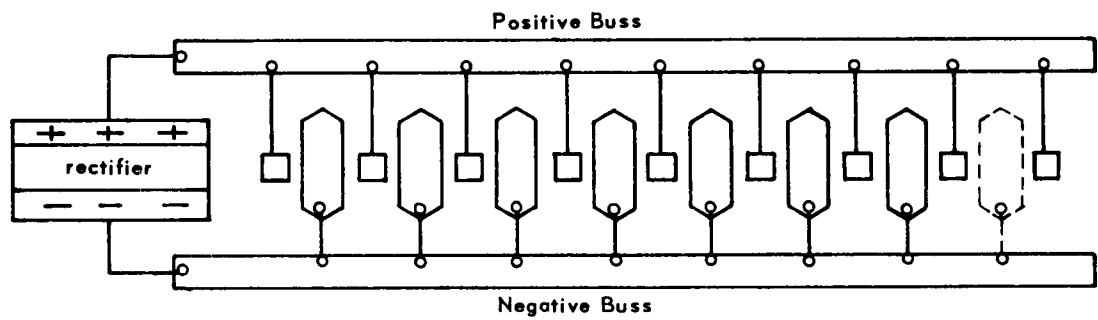 Positive Buss
+ + +
rectifier
– – –
Negative Buss